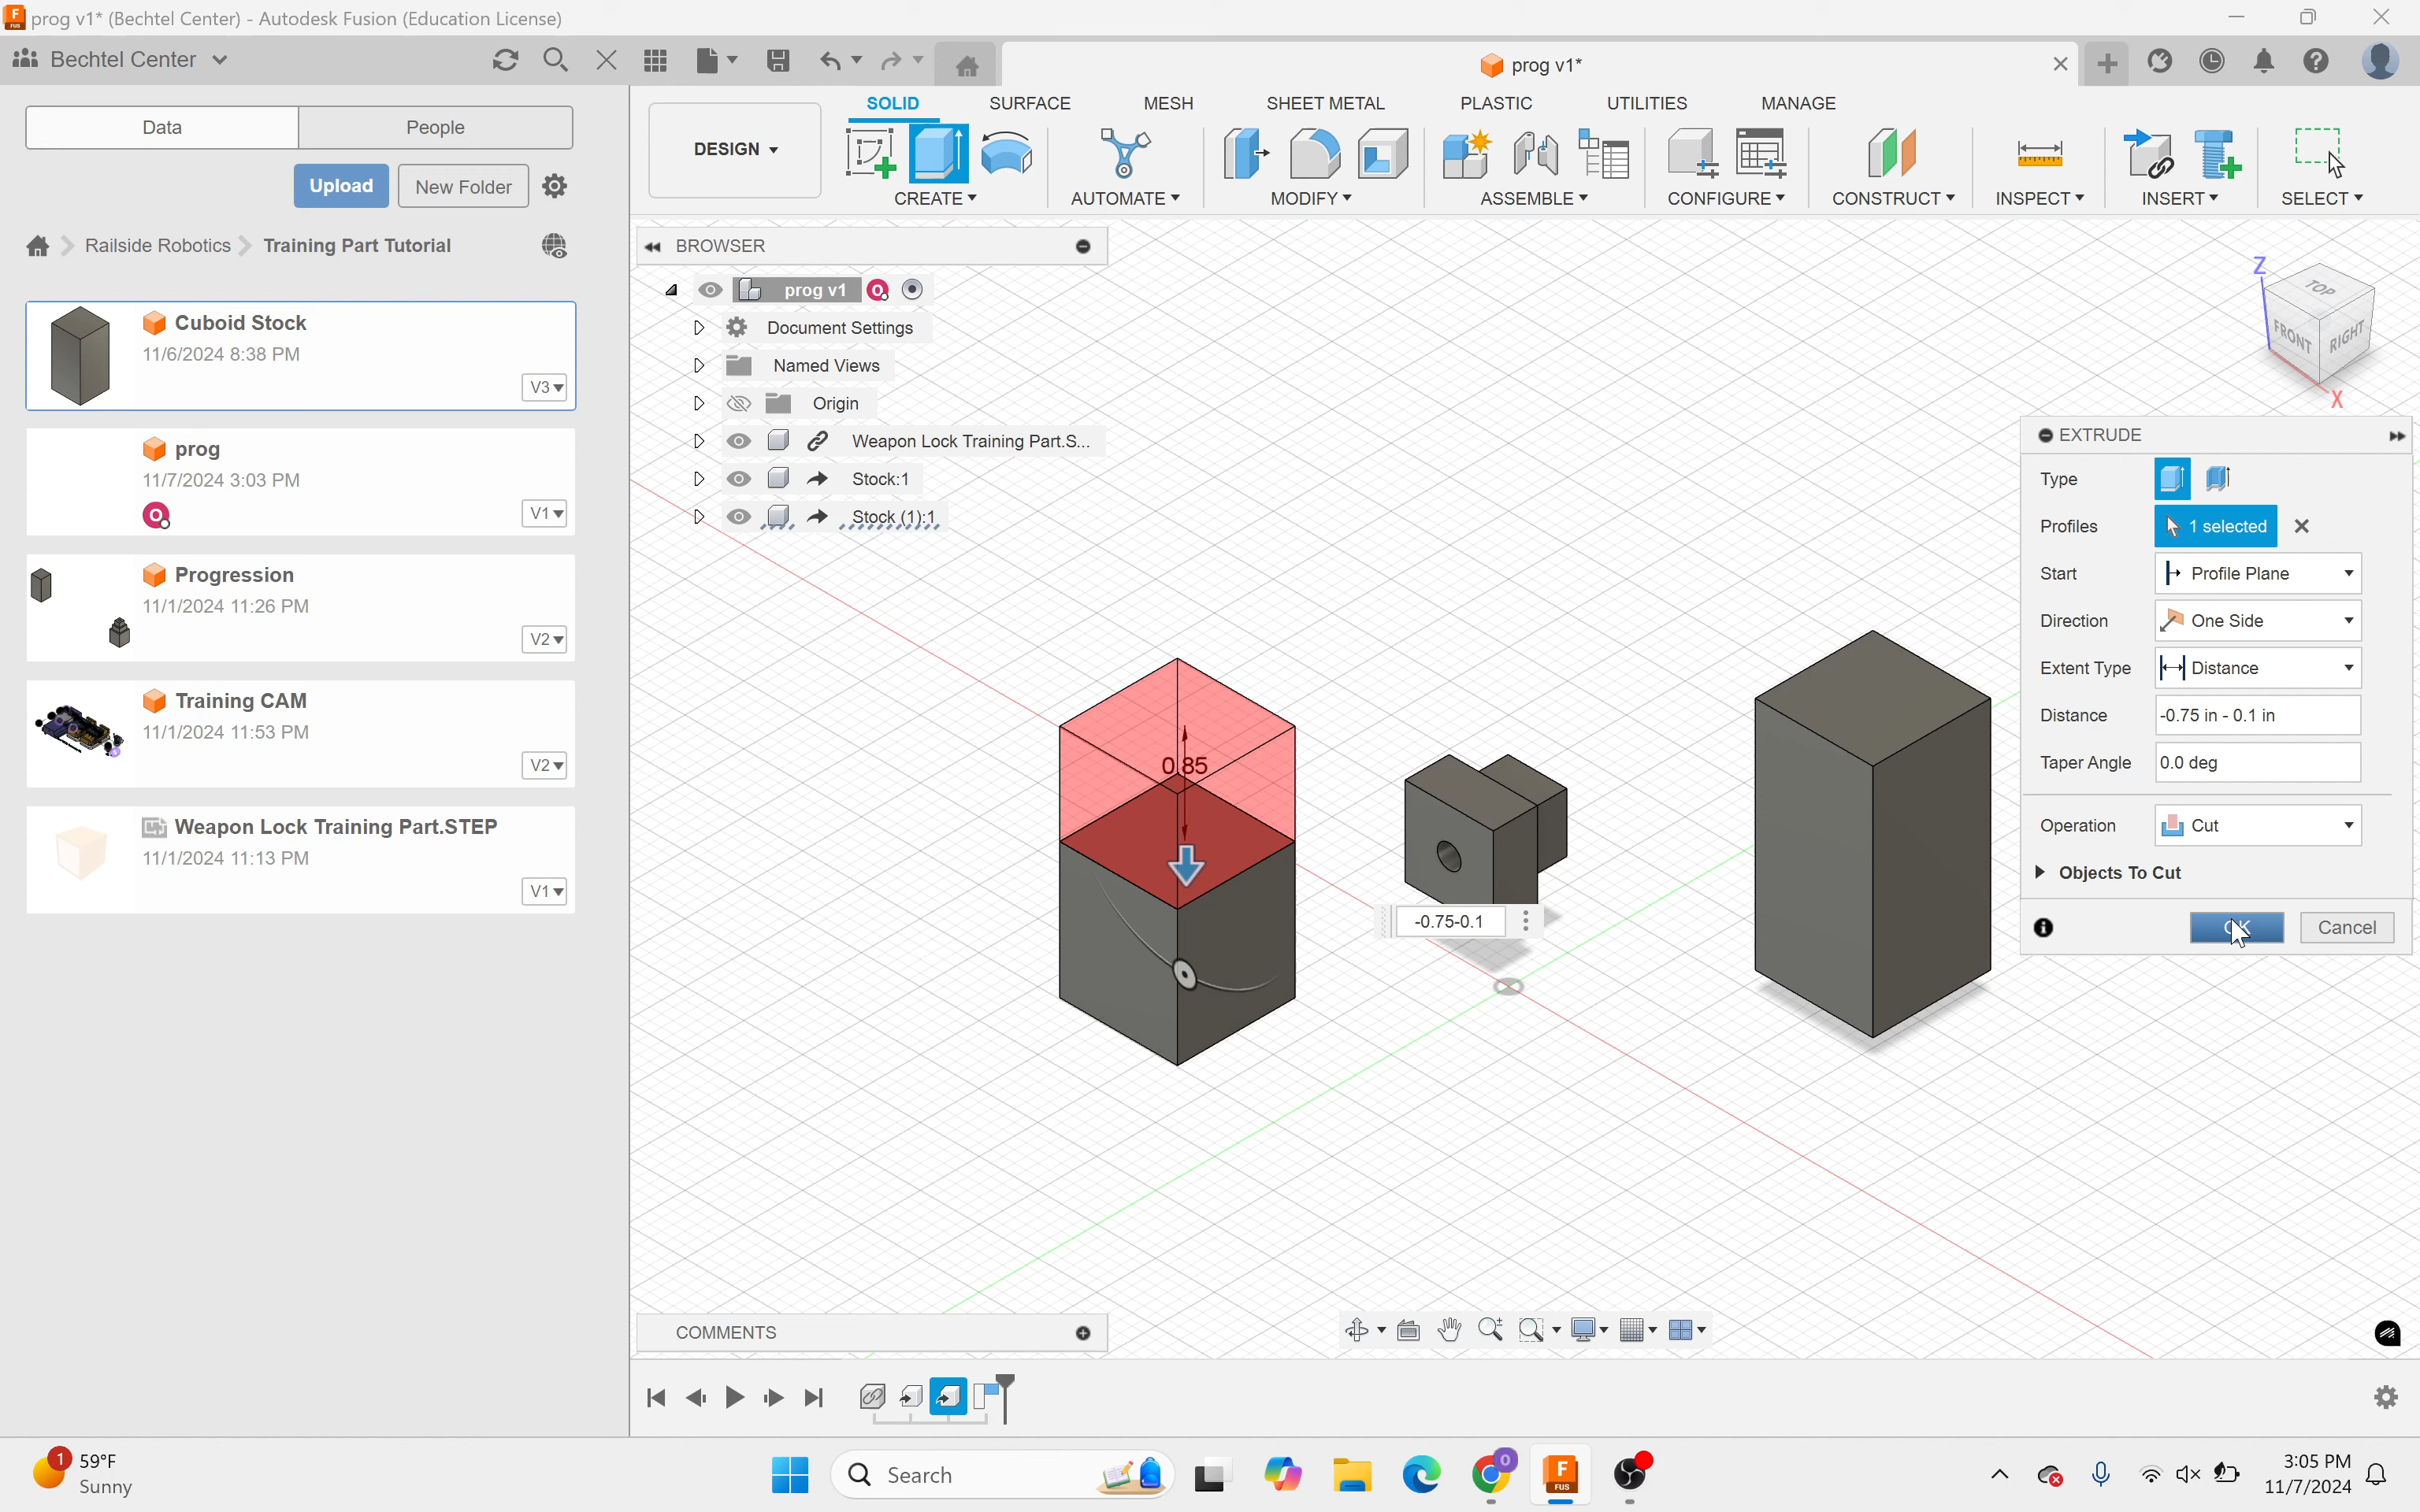 prog v1* (Bechtel Center) - Autodesk Fusion (Education License)
Bechtel Center
prog v1*
Data
People
Upload
New Folder
Railside Robotics
Training Part Tutorial
Cuboid Stock
11/6/2024 8:38 PM
V3
prog
11/7/2024 3:03 PM
V1
Progression
11/1/2024 11:26 PM
V2
Training CAM
11/1/2024 11:53 PM
V2
Weapon Lock Training Part.STEP
11/1/2024 11:13 PM
V1
DESIGN
SOLID
SURFACE
MESH
SHEET METAL
PLASTIC
UTILITIES
MANAGE
CREATE
AUTOMATE
MODIFY
ASSEMBLE
CONFIGURE
CONSTRUCT
INSPECT
INSERT
SELECT
BROWSER
prog v1
Document Settings
Named Views
Origin
Weapon Lock Training Part.S...
Stock:1
Stock (1):1
Z
TOP
FRONT
RIGHT
X
EXTRUDE
Type
Profiles
1 selected
Start
Profile Plane
Direction
One Side
Extent Type
Distance
Distance
-0.75 in - 0.1 in
Taper Angle
0.0 deg
Operation
Cut
Objects To Cut
OK
Cancel
0.85
-0.75-0.1
COMMENTS
1
59°F
Sunny
Search
3:05 PM
11/7/2024